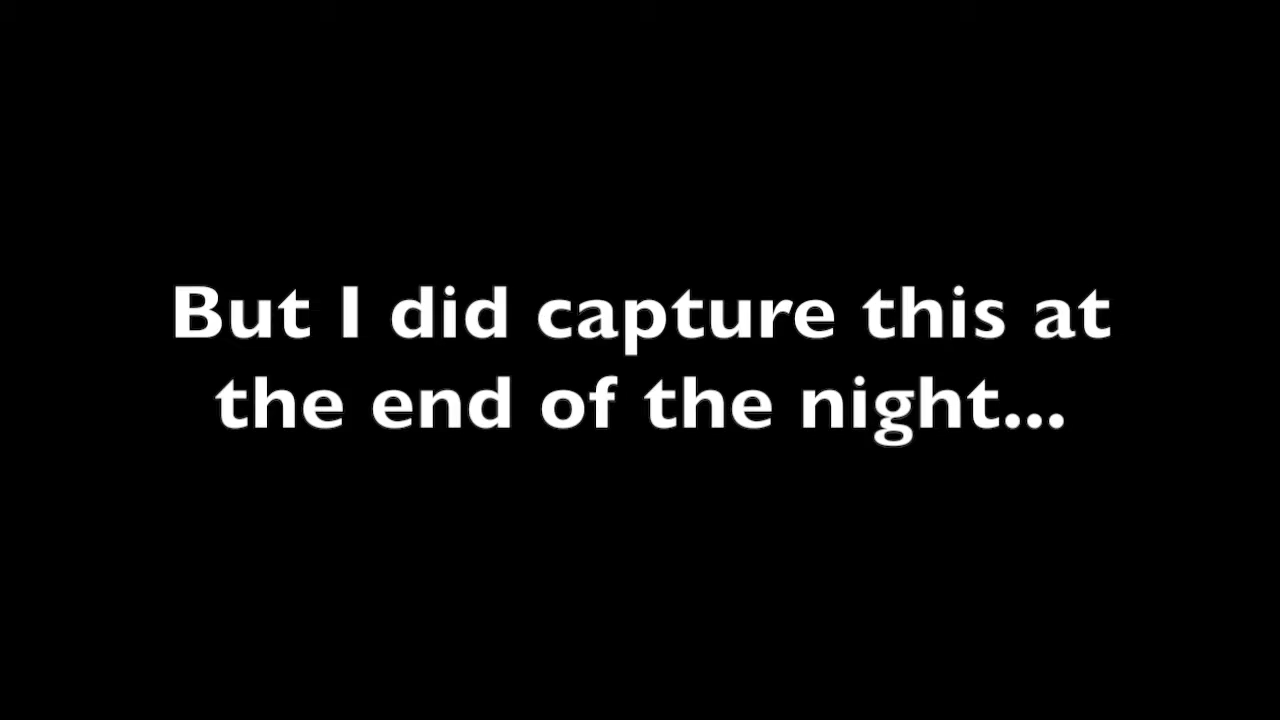 But I did capture this at
the end of the night...